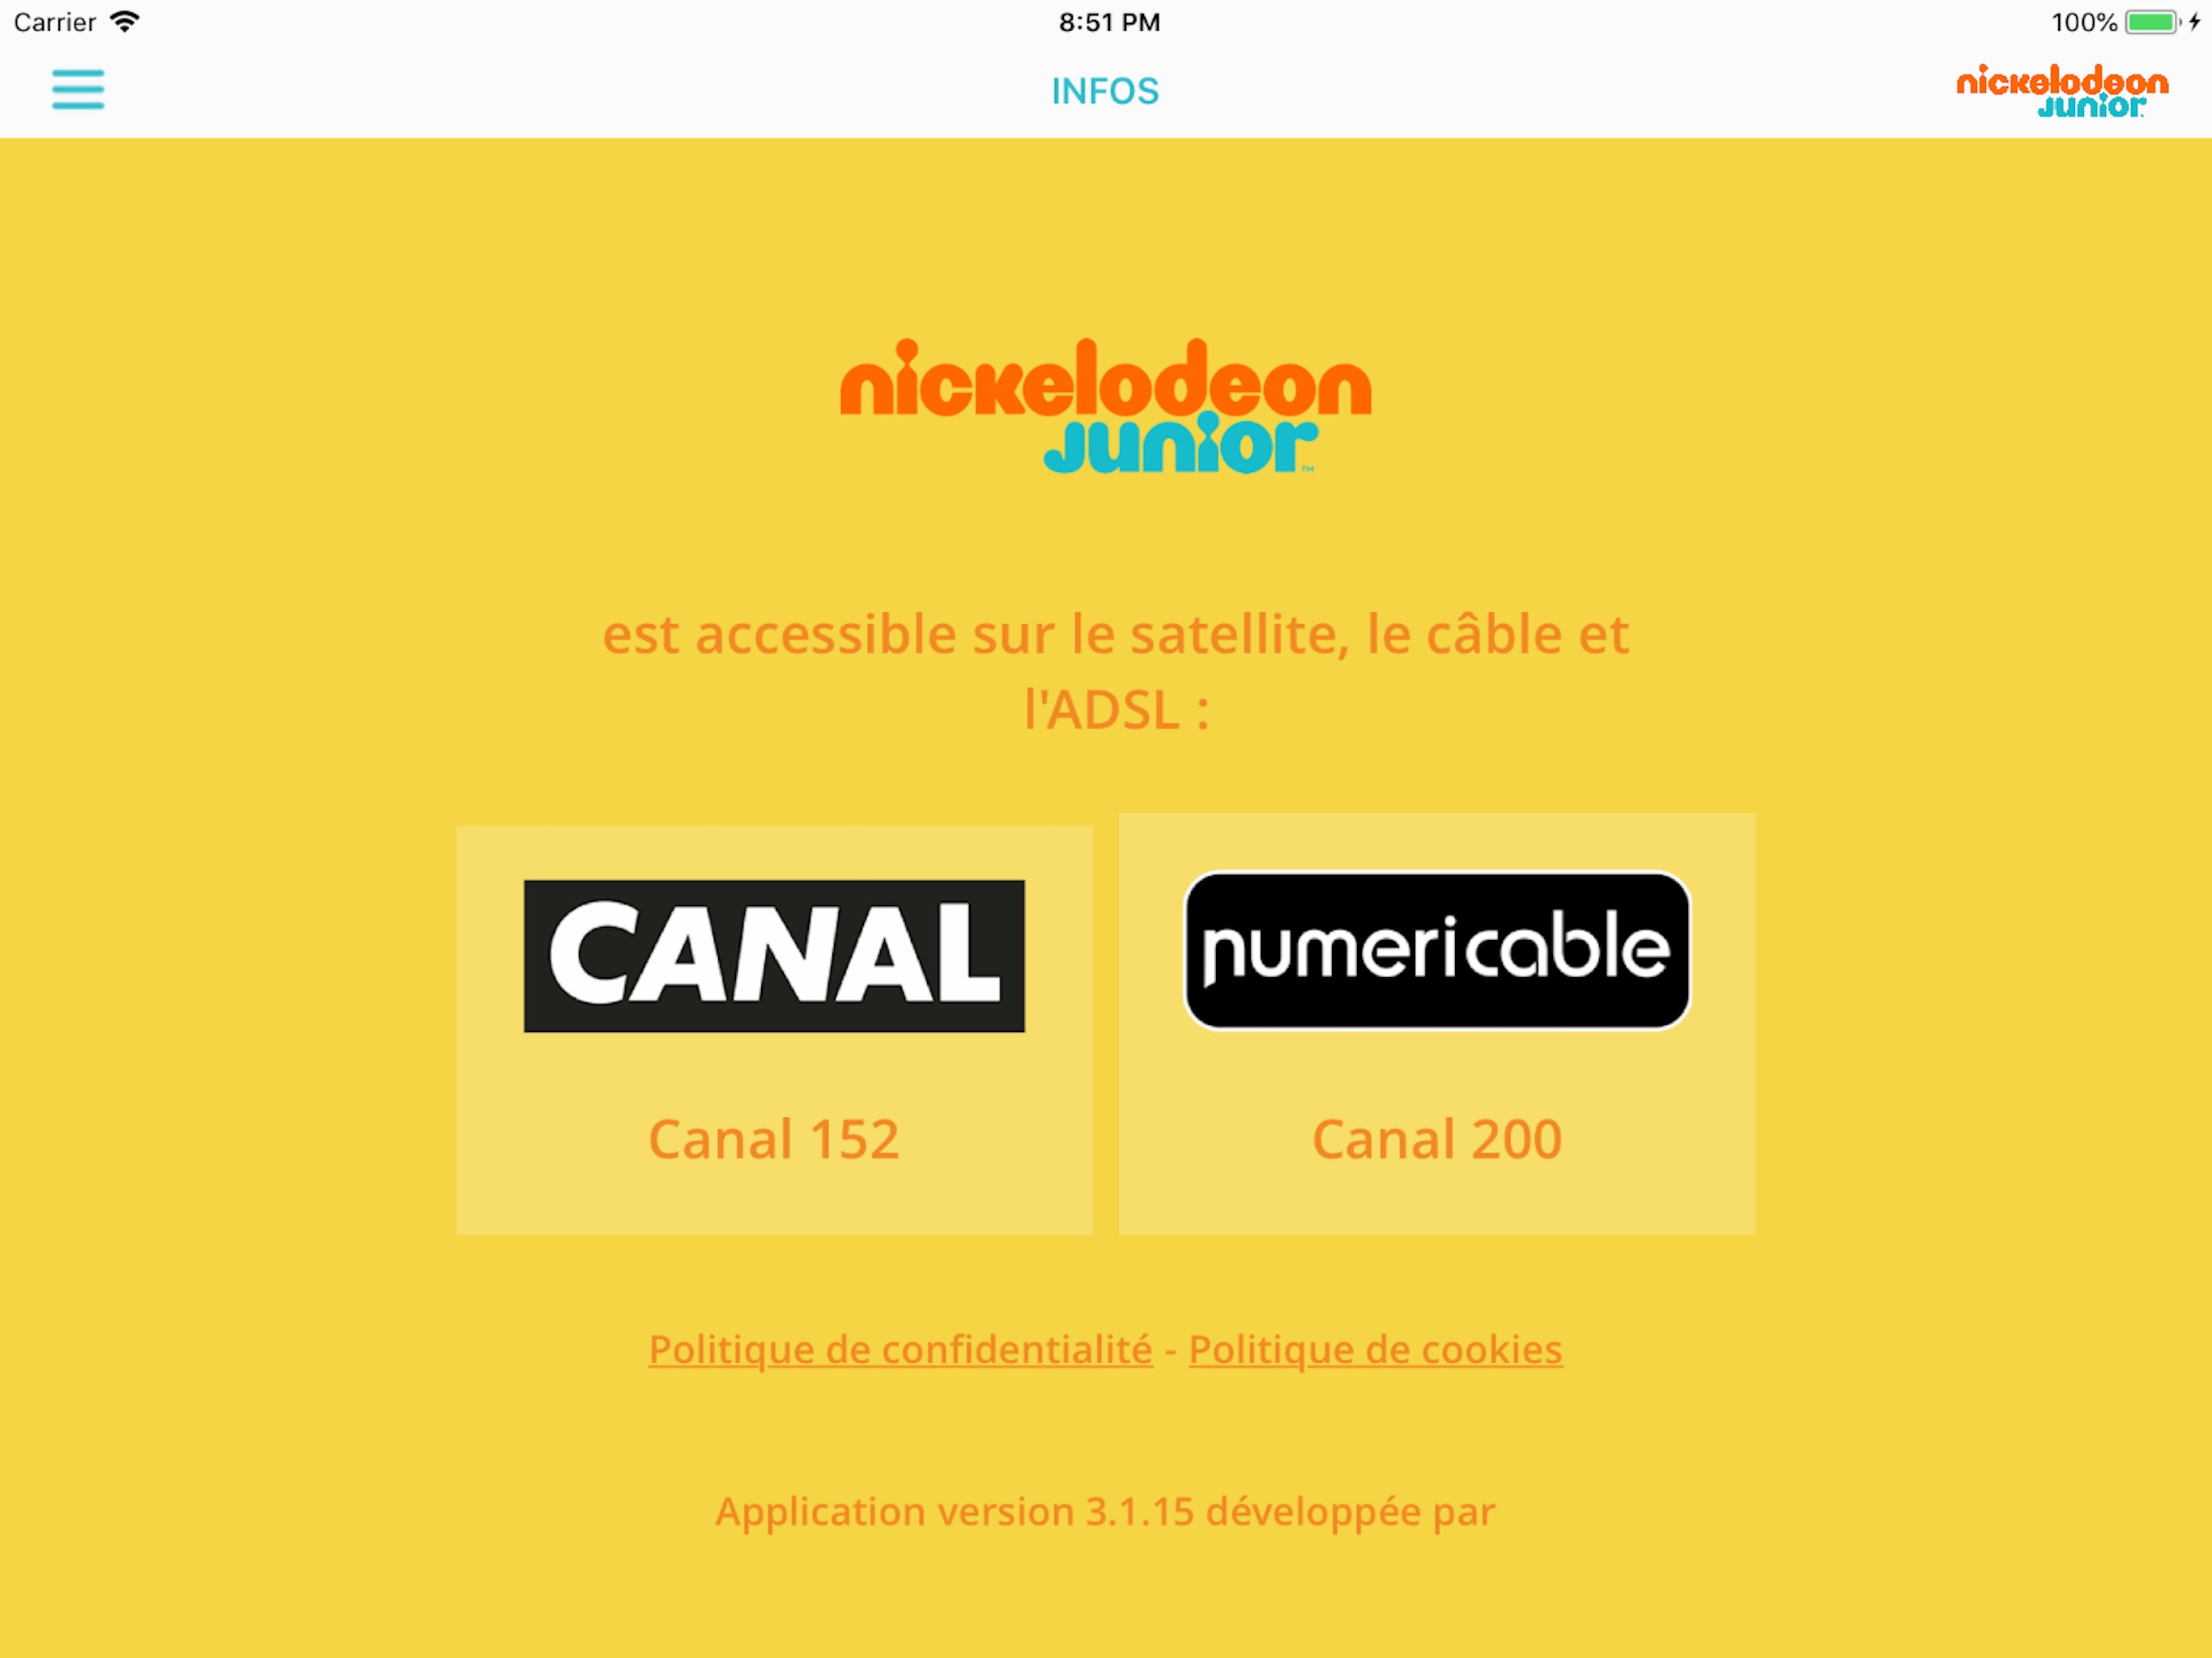 Carrier 8:51 PM 100%
INFOS
nickelodeon
junior
nickelodeon
junior™
est accessible sur le satellite, le câble et
l'ADSL :
CANAL
numericable
Canal 152
Canal 200
Politique de confidentialité - Politique de cookies
Application version 3.1.15 développée par